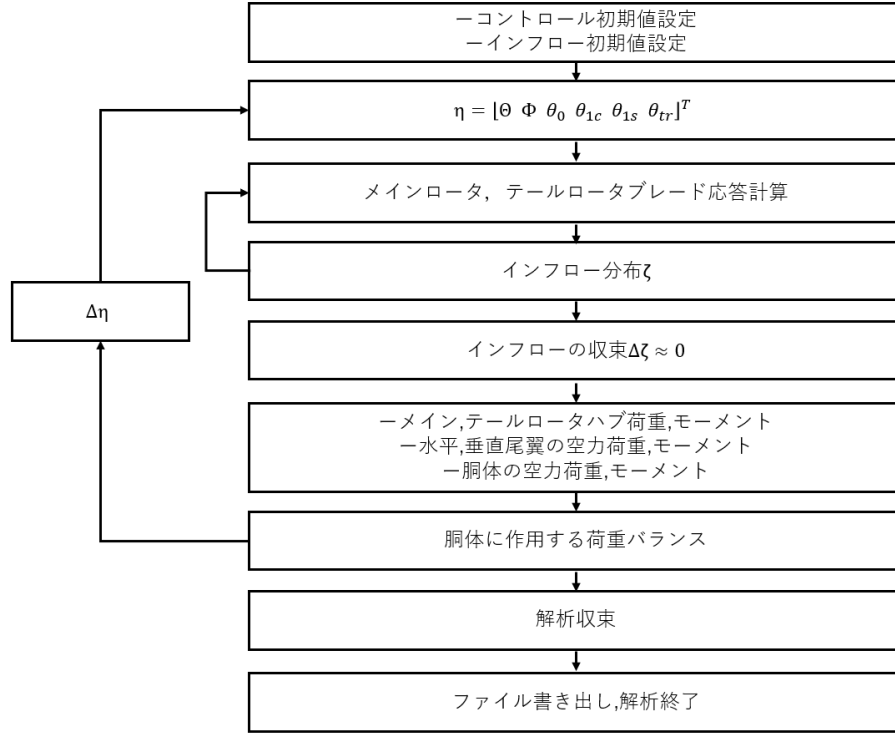 ーコントロール初期値設定
ーインフロー初期値設定
η = [Θ Φ θ₀ θ₁c θ₁s θtr]ᵀ
メインロータ， テールロータブレード応答計算
インフロー分布ζ
Δη
インフローの収束Δζ ≈ 0
ーメイン,テールロータハブ荷重,モーメント
ー水平,垂直尾翼の空力荷重,モーメント
ー胴体の空力荷重,モーメント
胴体に作用する荷重バランス
解析収束
ファイル書き出し,解析終了